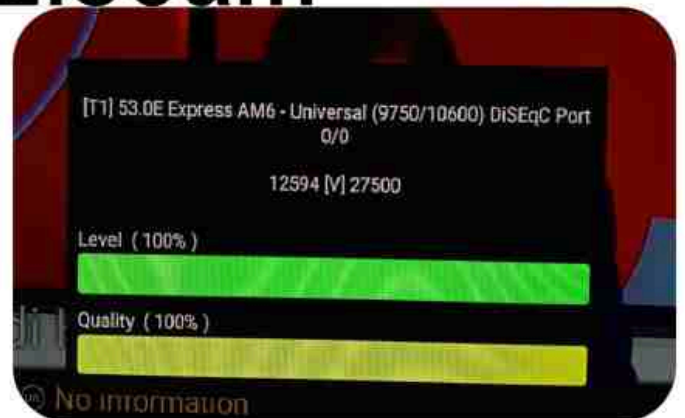 [T1] 53.0E Express AM6 - Universal (9750/10600) DiSEqC Port
0/0
12594 [V] 27500
Level ( 100% )
Quality ( 100% )
No information